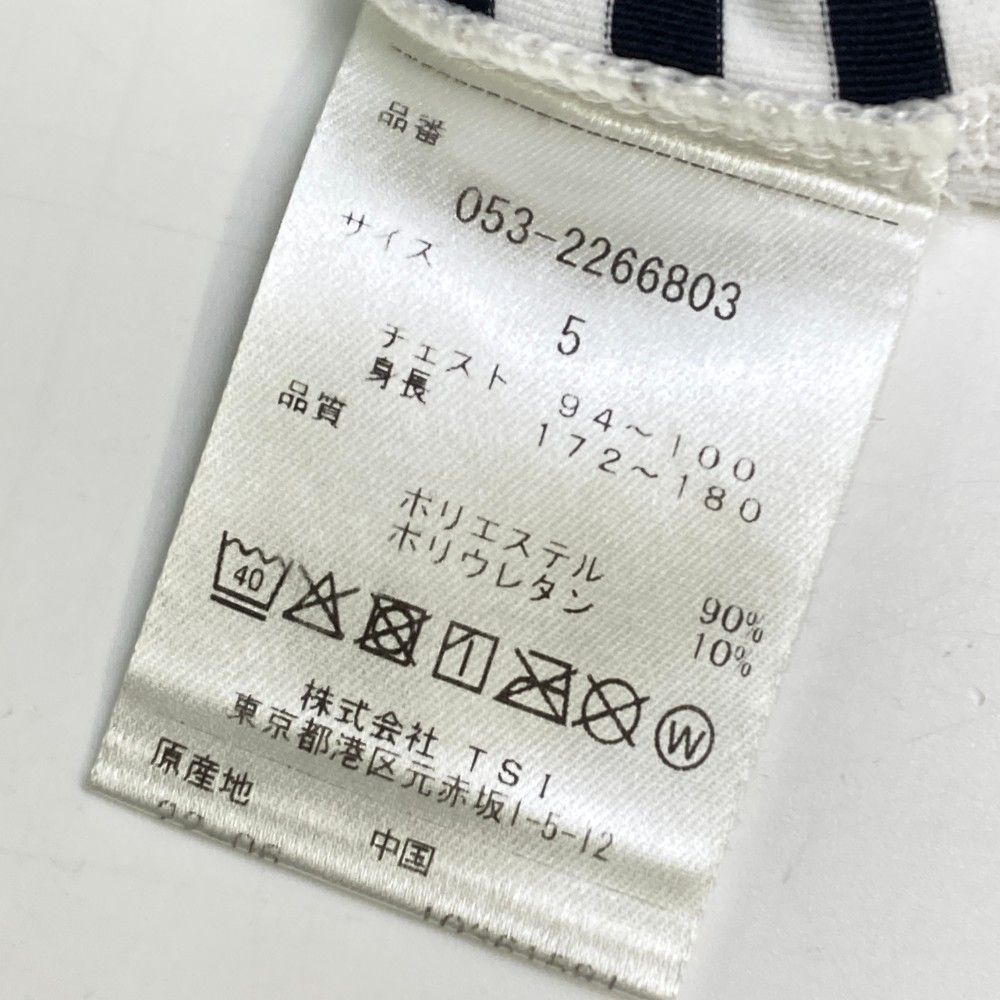 品番
053-2266803
サイズ
5
チェスト 94～100
身長 172～180
品質
ポリエステル 90%
ポリウレタン 10%
40
W
株式会社 TSI
東京都港区元赤坂1-5-12
原産地 中国